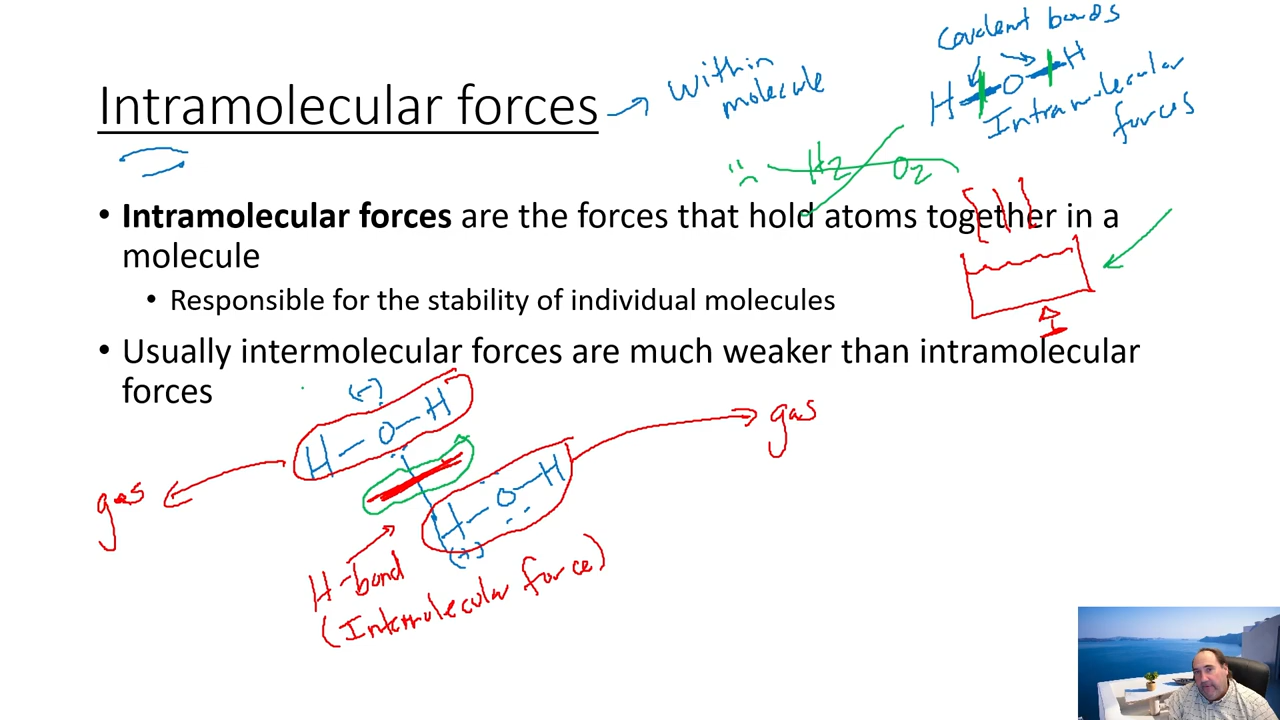 Covalent bonds
H - O - H
Intramolecular
forces
Intramolecular forces → Within
molecule
H2 O2
• Intramolecular forces are the forces that hold atoms together in a
molecule
• Responsible for the stability of individual molecules
• Usually intermolecular forces are much weaker than intramolecular
forces
(-)
H - O - H
gas
gas
H - O - H
(+)
H-bond
(Intermolecular force)